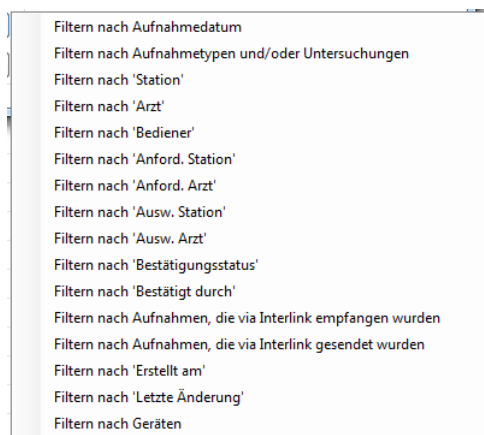 Filtern nach Aufnahmedatum
Filtern nach Aufnahmetypen und/oder Untersuchungen
Filtern nach 'Station'
Filtern nach 'Arzt'
Filtern nach 'Bediener'
Filtern nach 'Anford. Station'
Filtern nach 'Anford. Arzt'
Filtern nach 'Ausw. Station'
Filtern nach 'Ausw. Arzt'
Filtern nach 'Bestätigungsstatus'
Filtern nach 'Bestätigt durch'
Filtern nach Aufnahmen, die via Interlink empfangen wurden
Filtern nach Aufnahmen, die via Interlink gesendet wurden
Filtern nach 'Erstellt am'
Filtern nach 'Letzte Änderung'
Filtern nach Geräten